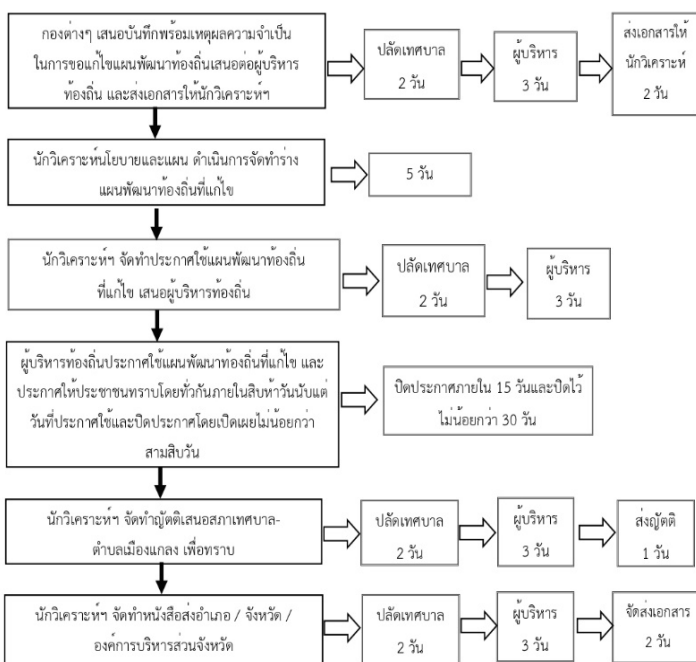 กองต่างๆ เสนอบันทึกพร้อมเหตุผลความจำเป็น
ในการขอแก้ไขแผนพัฒนาท้องถิ่นเสนอต่อผู้บริหาร
ท้องถิ่น และส่งเอกสารให้นักวิเคราะห์ฯ
ปลัดเทศบาล
2 วัน
ผู้บริหาร
3 วัน
ส่งเอกสารให้
นักวิเคราะห์
2 วัน
นักวิเคราะห์นโยบายและแผน ดำเนินการจัดทำร่าง
แผนพัฒนาท้องถิ่นที่แก้ไข
5 วัน
นักวิเคราะห์ฯ จัดทำประกาศใช้แผนพัฒนาท้องถิ่น
ที่แก้ไข เสนอผู้บริหารท้องถิ่น
ปลัดเทศบาล
2 วัน
ผู้บริหาร
3 วัน
ผู้บริหารท้องถิ่นประกาศใช้แผนพัฒนาท้องถิ่นที่แก้ไข และ
ประกาศให้ประชาชนทราบโดยทั่วกันภายในสิบห้าวันนับแต่
วันที่ประกาศใช้และปิดประกาศโดยเปิดเผยไม่น้อยกว่า
สามสิบวัน
ปิดประกาศภายใน 15 วันและปิดไว้
ไม่น้อยกว่า 30 วัน
นักวิเคราะห์ฯ จัดทำญัตติเสนอสภาเทศบาล-
ตำบลเมืองแกลง เพื่อทราบ
ปลัดเทศบาล
2 วัน
ผู้บริหาร
3 วัน
ส่งญัตติ
1 วัน
นักวิเคราะห์ฯ จัดทำหนังสือส่งอำเภอ / จังหวัด /
องค์การบริหารส่วนจังหวัด
ปลัดเทศบาล
2 วัน
ผู้บริหาร
3 วัน
จัดส่งเอกสาร
2 วัน